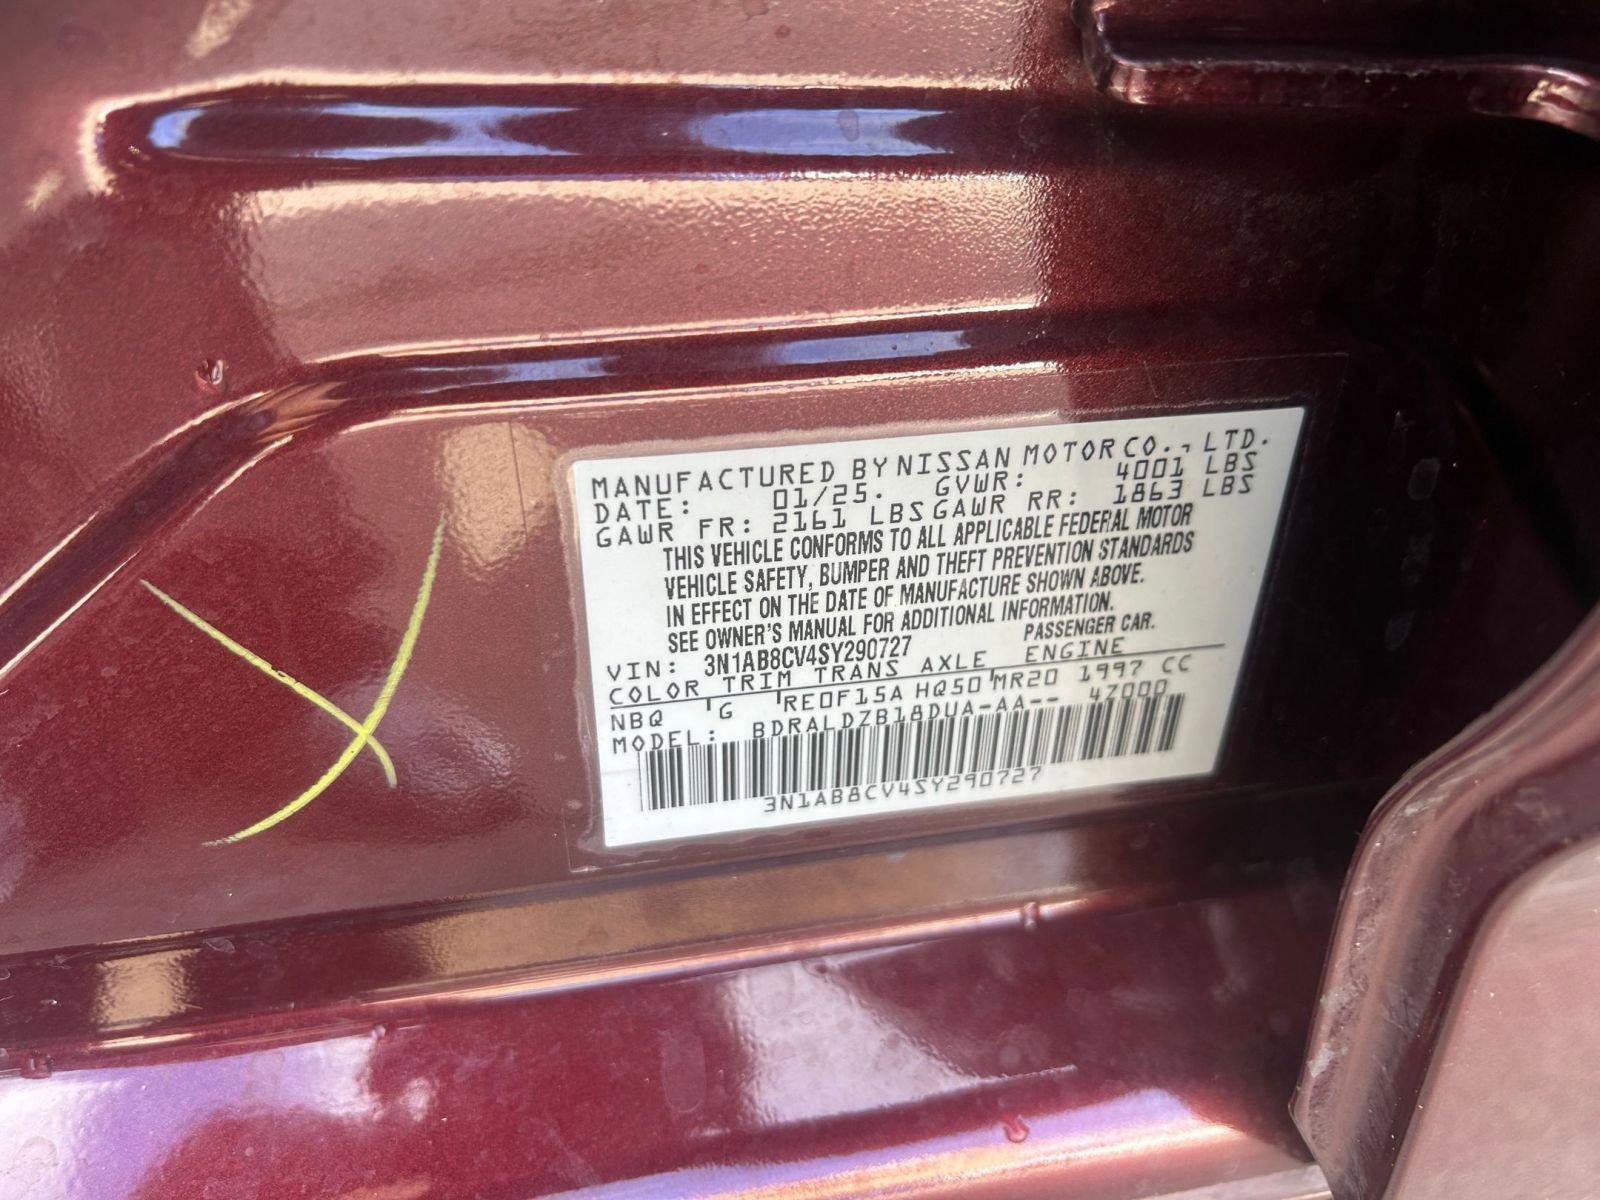 MANUFACTURED BY NISSAN MOTOR CO., LTD.
DATE: 01/25. GVWR: 4001 LBS
GAWR FR: 2161 LBS GAWR RR: 1863 LBS
THIS VEHICLE CONFORMS TO ALL APPLICABLE FEDERAL MOTOR
VEHICLE SAFETY, BUMPER AND THEFT PREVENTION STANDARDS
IN EFFECT ON THE DATE OF MANUFACTURE SHOWN ABOVE.
SEE OWNER'S MANUAL FOR ADDITIONAL INFORMATION.
VIN: 3N1AB8CV4SY290727 PASSENGER CAR.
COLOR TRIM TRANS AXLE ENGINE
NBQ G RE0F15A HQ50 MR20 1997 CC
MODEL: BDRALDZB18DUA-AA-- 4Z000
3N1AB8CV4SY290727